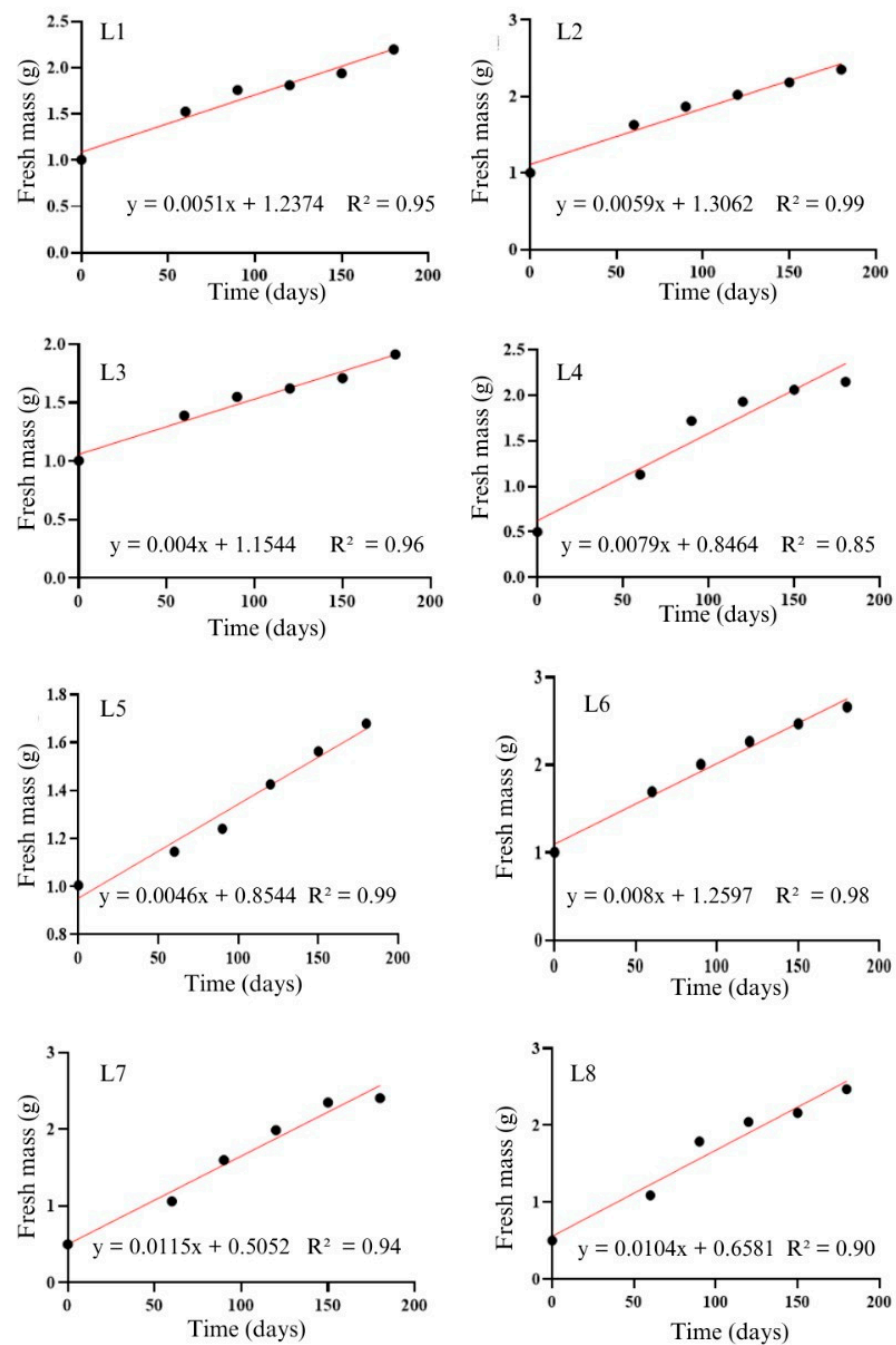 L1
Fresh mass (g)
2.5
2.0
1.5
1.0
0.5
0.0
y = 0.0051x + 1.2374 R² = 0.95
0 50 100 150 200
Time (days)
L2
Fresh mass (g)
3
2
1
0
y = 0.0059x + 1.3062 R² = 0.99
0 50 100 150 200
Time (days)
L3
Fresh mass (g)
2.0
1.5
1.0
0.5
0.0
y = 0.004x + 1.1544 R² = 0.96
0 50 100 150 200
Time (days)
L4
Fresh mass (g)
2.5
2.0
1.5
1.0
0.5
0.0
y = 0.0079x + 0.8464 R² = 0.85
0 50 100 150 200
Time (days)
L5
Fresh mass (g)
1.8
1.6
1.4
1.2
1.0
0.8
y = 0.0046x + 0.8544 R² = 0.99
0 50 100 150 200
Time (days)
L6
Fresh mass (g)
3
2
1
0
y = 0.008x + 1.2597 R² = 0.98
0 50 100 150 200
Time (days)
L7
Fresh mass (g)
3
2
1
0
y = 0.0115x + 0.5052 R² = 0.94
0 50 100 150 200
Time (days)
L8
Fresh mass (g)
3
2
1
0
y = 0.0104x + 0.6581 R² = 0.90
0 50 100 150 200
Time (days)